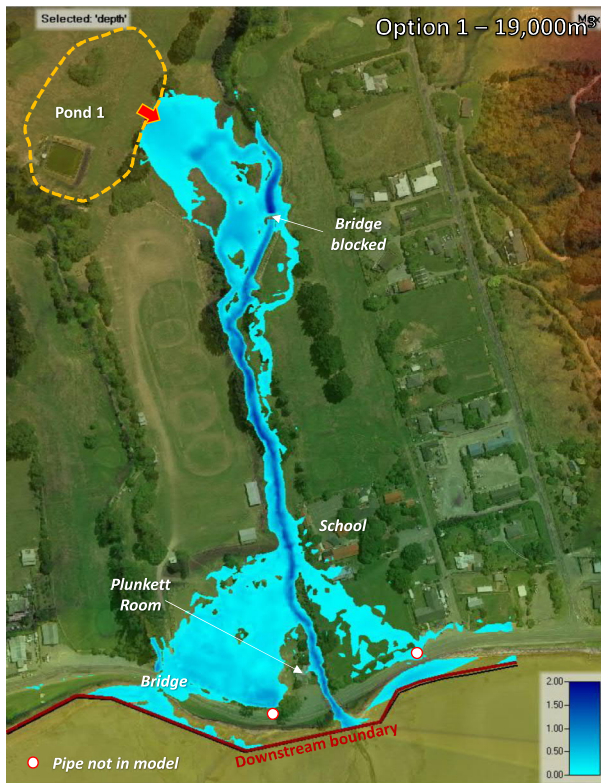 Selected: 'depth'
Option 1 – 19,000m³
Pond 1
Bridge
blocked
School
Plunkett
Room
Bridge
Downstream boundary
Pipe not in model
2.00
1.50
1.00
0.50
0.00